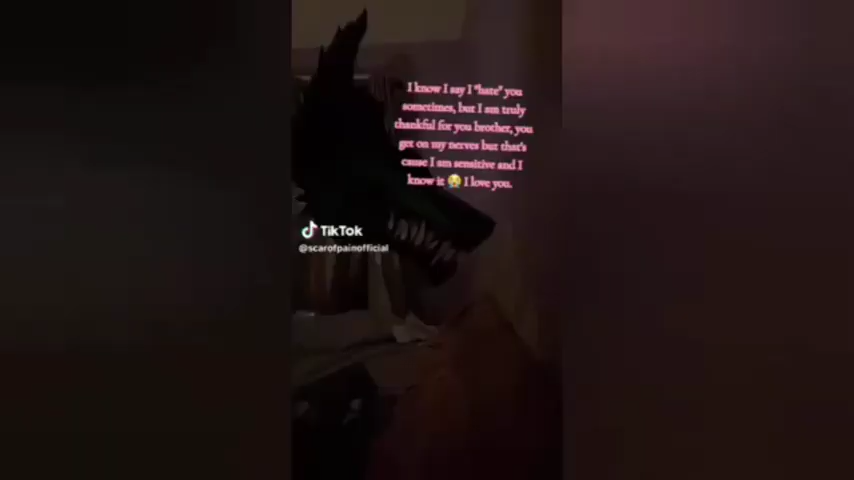 I know I say I "hate" you
sometimes, but I am truly
thankful for you brother, you
get on my nerves but that's
cause I am sensitive and I
know it 😭 I love you.
TikTok
@scarofpainofficial